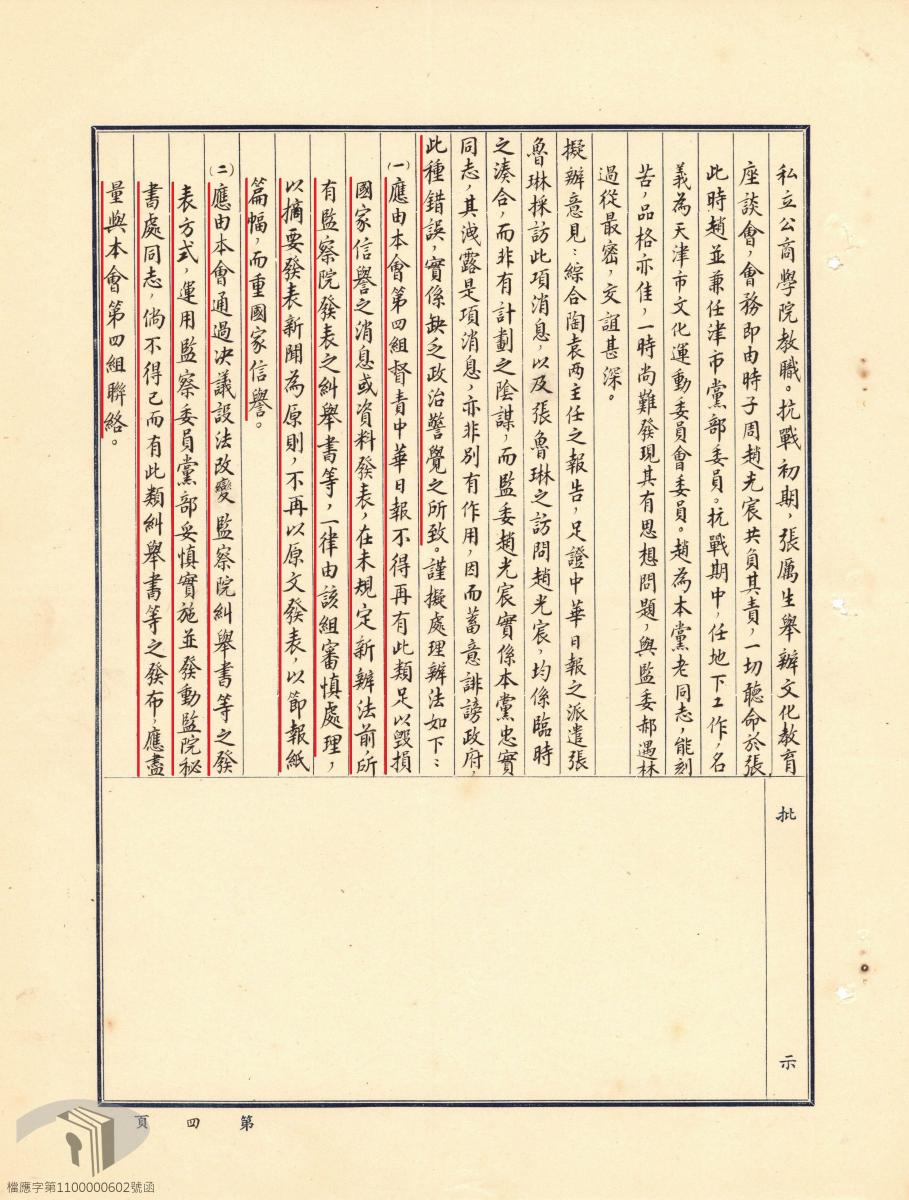 私立公商學院教職。抗戰初期，張厲生舉辦文化教育
座談會，會務即由時子周趙光宸共負其責，一切聽命於張
此時趙並兼任津市黨部委員。抗戰期中，任地下工作，名
義為天津市文化運動委員會委員。趙為本黨老同志，能刻
苦，品格亦佳，一時尚難發現其有思想問題，與監委郝遇林
過從最密，交誼甚深。
擬辦意見：綜合陶袁兩主任之報告，足證中華日報之派遣張
魯琳採訪此項消息，以及張魯琳之訪問趙光宸，均係臨時
之湊合，而非有計劃之陰謀，而監委趙光宸實係本黨忠實
同志，其洩露是項消息，亦非別有作用，因而蓄意誹謗政府，
此種錯誤，實係缺乏政治警覺之所致。謹擬處理辦法如下：
(一)應由本會第四組督責中華日報不得再有此類足以毀損
國家信譽之消息或資料發表，在未規定新辦法前，所
有監察院發表之糾舉書等，一律由該組審慎處理，
以摘要發表新聞為原則，不再以原文發表，以節報紙
篇幅，而重國家信譽。
(二)應由本會通過决議設法改變監察院糾舉書等之發
表方式，運用監察委員黨部妥慎實施並發動監院秘
書處同志，倘不得已而有此類糾舉書等之發布，應盡
量與本會第四組聯絡。
批
示
第四頁
檔應字第1100000602號函